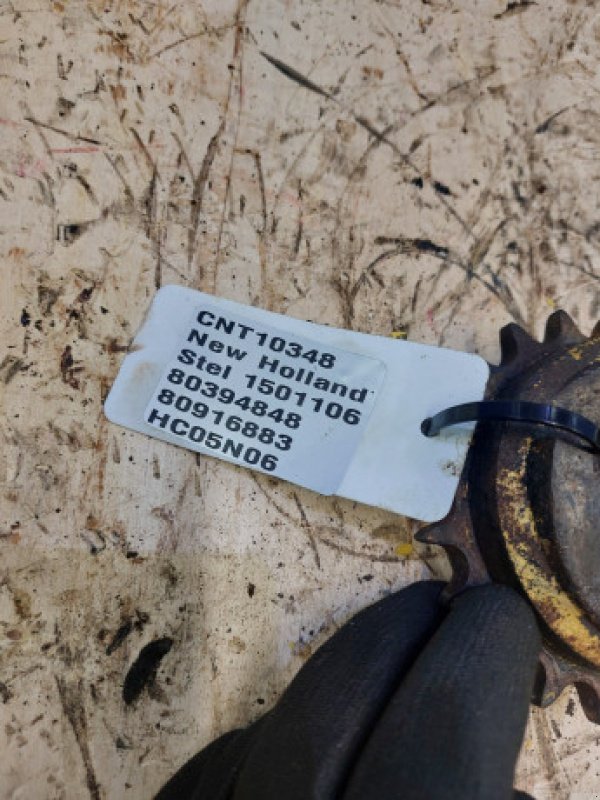 CNT10348
New Holland
Stel 1501106
80394848
80916883
HC05N06